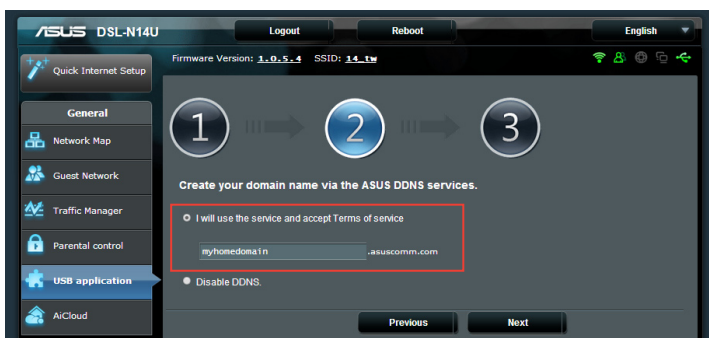 ASUS DSL-N14U Logout Reboot English
Quick Internet Setup
Firmware Version: 1.0.5.4 SSID: 14_tw
General
Network Map
Guest Network
Traffic Manager
Parental control
USB application
AiCloud
1 2 3
Create your domain name via the ASUS DDNS services.
I will use the service and accept Terms of service
myhomedomain .asuscomm.com
Disable DDNS.
Previous Next